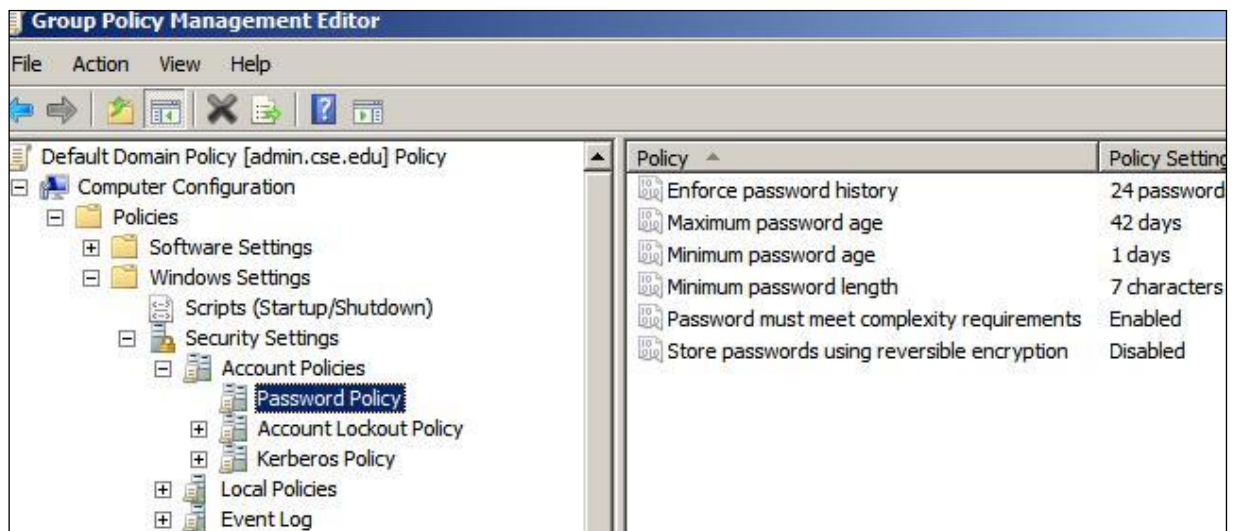 Group Policy Management Editor
File Action View Help
Default Domain Policy [admin.cse.edu] Policy
Computer Configuration
Policies
Software Settings
Windows Settings
Scripts (Startup/Shutdown)
Security Settings
Account Policies
Password Policy
Account Lockout Policy
Kerberos Policy
Local Policies
Event Log
Policy Policy Setting
Enforce password history 24 password
Maximum password age 42 days
Minimum password age 1 days
Minimum password length 7 characters
Password must meet complexity requirements Enabled
Store passwords using reversible encryption Disabled